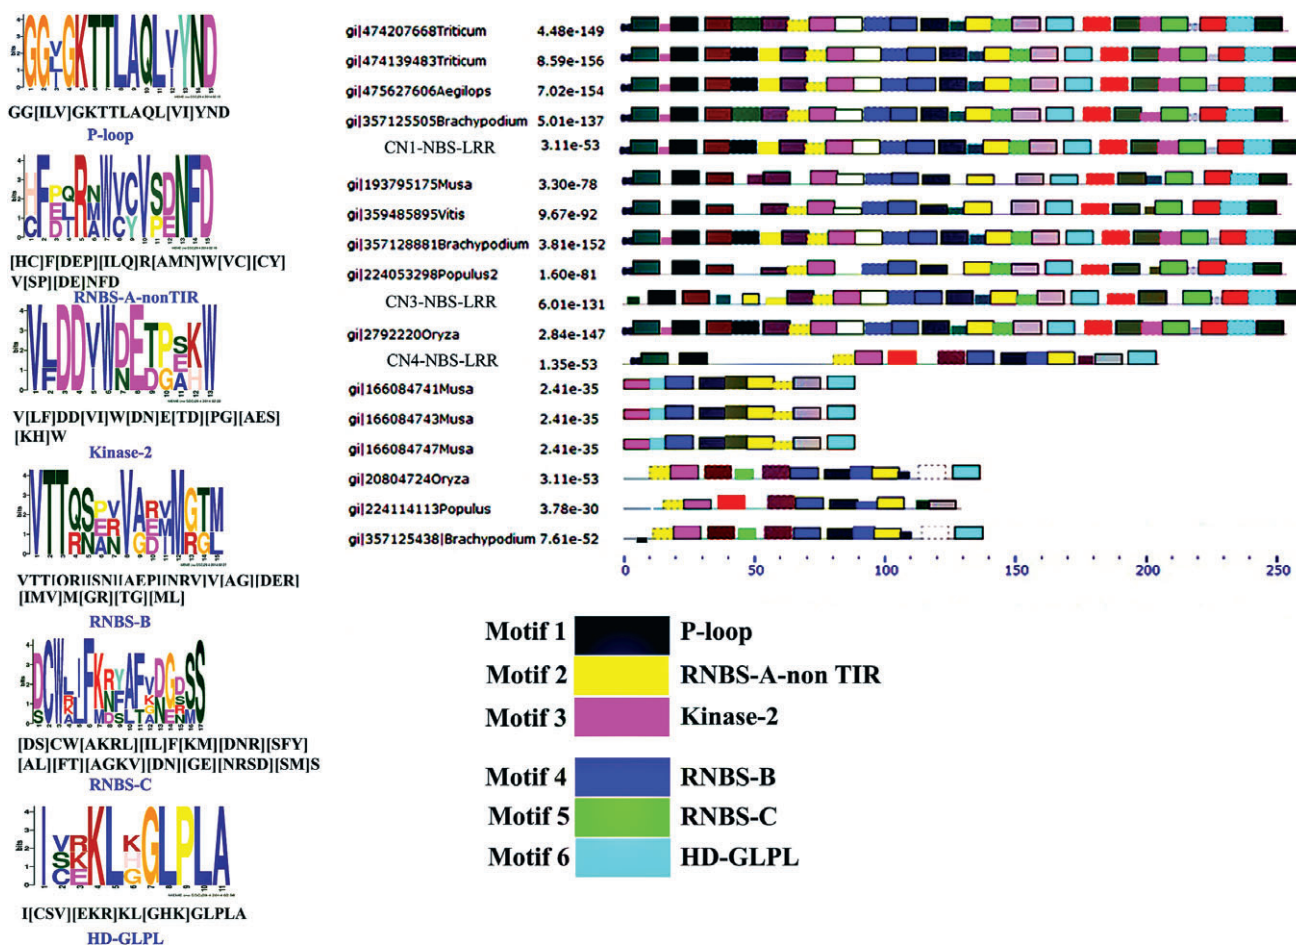 GG[ILV]GKTTLAQL[VI]YND
P-loop
[HC]F[DEP][ILQ]R[AMN]W[VC][CY]
V[SP][DE]NFD
RNBS-A-nonTIR
V[LF]DD[VI]W[DN]E[TD][PG][AES]
[KH]W
Kinase-2
VTT[QR][SN][AEP][NRV]V[AG][DER]
[IMV]M[GR][TG][ML]
RNBS-B
[DS]CW[AKRL][IL]F[KM][DNR][SFY]
[AL][FT][AGKV][DN][GE][NRSD][SM]S
RNBS-C
I[CSV][EKR]KL[GHK]GLPLA
HD-GLPL
gi|474207668Triticum 4.48e-149
gi|474139483Triticum 8.59e-156
gi|475627606Aegilops 7.02e-154
gi|357125505Brachypodium 5.01e-137
CN1-NBS-LRR 3.11e-53
gi|193795175Musa 3.30e-78
gi|359485895Vitis 9.67e-92
gi|357128881Brachypodium 3.81e-152
gi|224053298Populus2 1.60e-81
CN3-NBS-LRR 6.01e-131
gi|2792220Oryza 2.84e-147
CN4-NBS-LRR 1.35e-53
gi|166084741Musa 2.41e-35
gi|166084743Musa 2.41e-35
gi|166084747Musa 2.41e-35
gi|20804724Oryza 3.11e-53
gi|224114113Populus 3.78e-30
gi|357125438|Brachypodium 7.61e-52
0 50 100 150 200 250
Motif 1 P-loop
Motif 2 RNBS-A-non TIR
Motif 3 Kinase-2
Motif 4 RNBS-B
Motif 5 RNBS-C
Motif 6 HD-GLPL